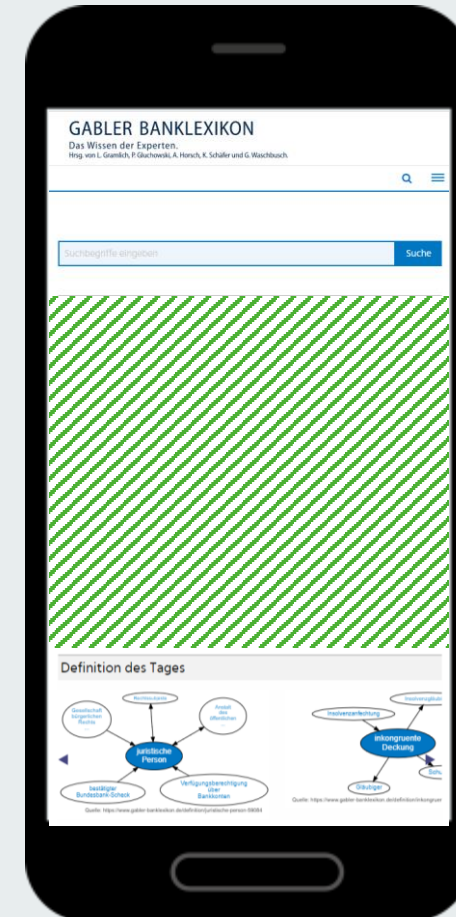 GABLER BANKLEXIKON
Das Wissen der Experten.
Hrsg. von L. Gramlich, P. Gluchowski, A. Horsch, K. Schäfer und G. Waschbusch.
Suchbegriffe eingeben
Suche
Definition des Tages
Rechtssubjekte
Gesellschaft
bürgerlichen
Rechts
...
Anstalt
des
öffentlichen
...
juristische
Person
bestätigter
Bundesbank-Scheck
Verfügungsberechtigung
über
Bankkonten
Insolvenzanfechtung
inkongruente
Deckung
Gläubiger
Schu